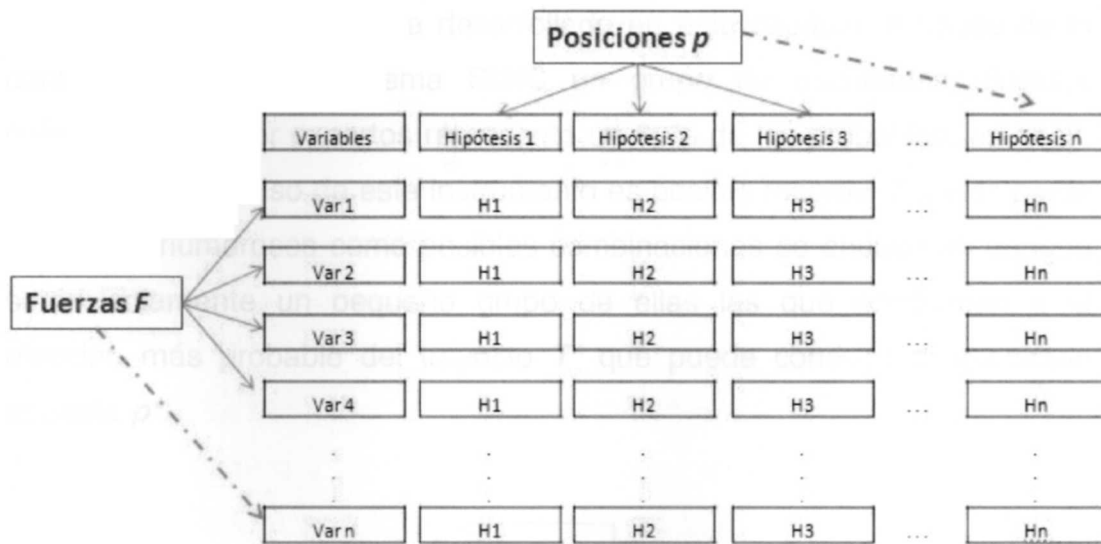 Posiciones p
Variables Hipótesis 1 Hipótesis 2 Hipótesis 3 ... Hipótesis n
Var 1 H1 H2 H3 ... Hn
Var 2 H1 H2 H3 ... Hn
Fuerzas F
Var 3 H1 H2 H3 ... Hn
Var 4 H1 H2 H3 ... Hn
Var n H1 H2 H3 ... Hn